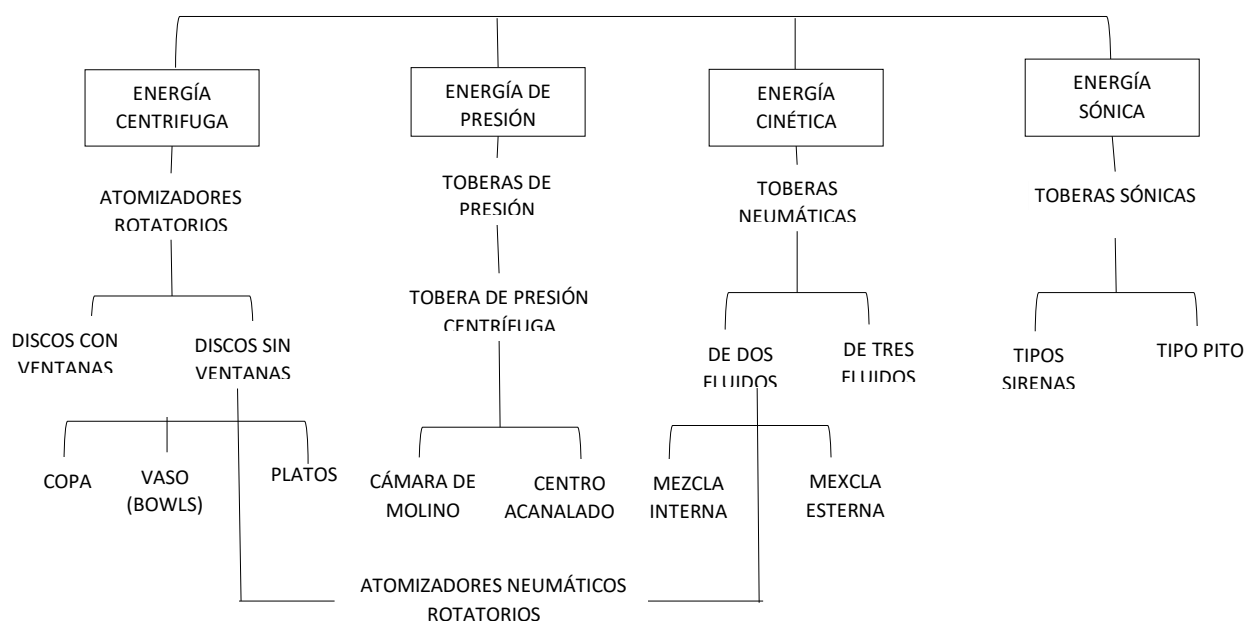 ENERGÍA
CENTRIFUGA
ENERGÍA DE
PRESIÓN
ENERGÍA
CINÉTICA
ENERGÍA
SÓNICA
ATOMIZADORES
ROTATORIOS
TOBERAS DE
PRESIÓN
TOBERAS
NEUMÁTICAS
TOBERAS SÓNICAS
DISCOS CON
VENTANAS
DISCOS SIN
VENTANAS
TOBERA DE PRESIÓN
CENTRÍFUGA
DE DOS
FLUIDOS
DE TRES
FLUIDOS
TIPOS
SIRENAS
TIPO PITO
COPA
VASO
(BOWLS)
PLATOS
CÁMARA DE
MOLINO
CENTRO
ACANALADO
MEZCLA
INTERNA
MEXCLA
ESTERNA
ATOMIZADORES NEUMÁTICOS
ROTATORIOS